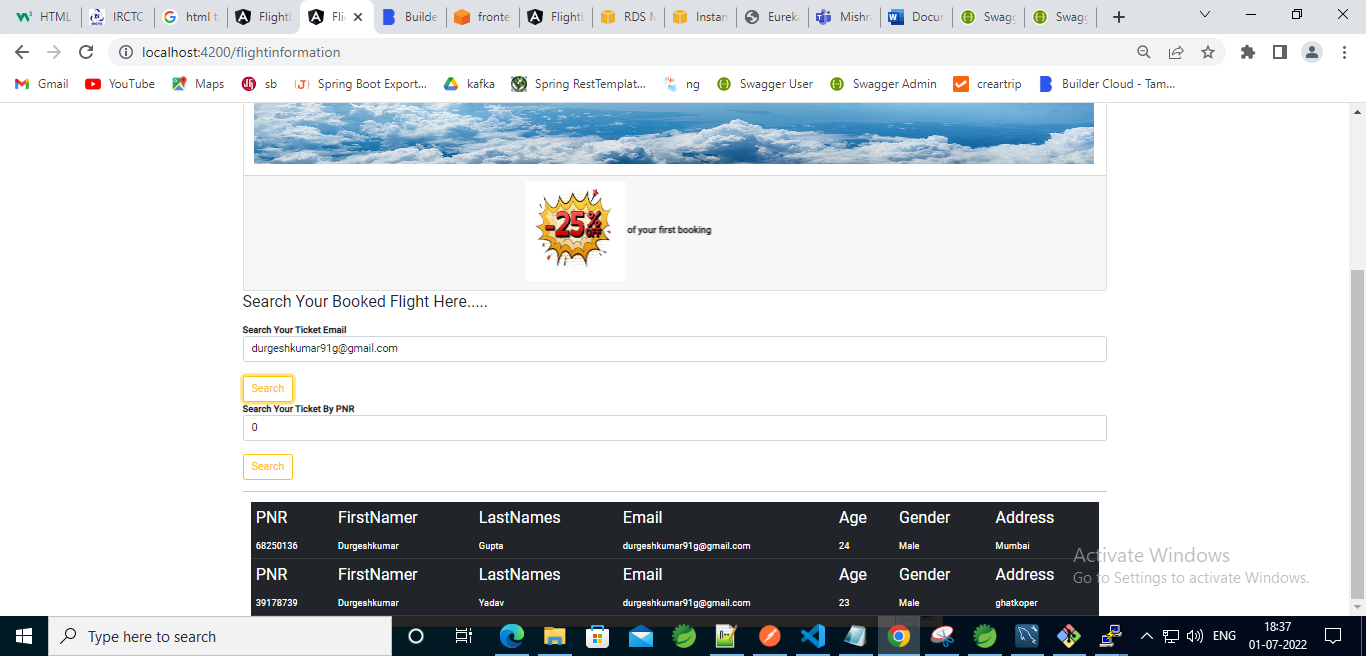 HTML
IRCTC
html t
Flight
Fli
Builde
fronte
Flight
RDS M
Instan
Eureka
Mishra
Docur
Swagg
Swagg
localhost:4200/flightinformation
Gmail
YouTube
Maps
sb
Spring Boot Export...
kafka
Spring RestTemplat...
ng
Swagger User
Swagger Admin
creartrip
Builder Cloud - Tam...
-25% OFF
of your first booking
Search Your Booked Flight Here.....
Search Your Ticket Email
durgeshkumar91g@gmail.com
Search
Search Your Ticket By PNR
0
Search
PNR FirstNamer LastNames Email Age Gender Address
68250136 Durgeshkumar Gupta durgeshkumar91g@gmail.com 24 Male Mumbai
PNR FirstNamer LastNames Email Age Gender Address
39178739 Durgeshkumar Yadav durgeshkumar91g@gmail.com 23 Male ghatkoper
Activate Windows
Go to Settings to activate Windows.
Type here to search
ENG
18:37
01-07-2022